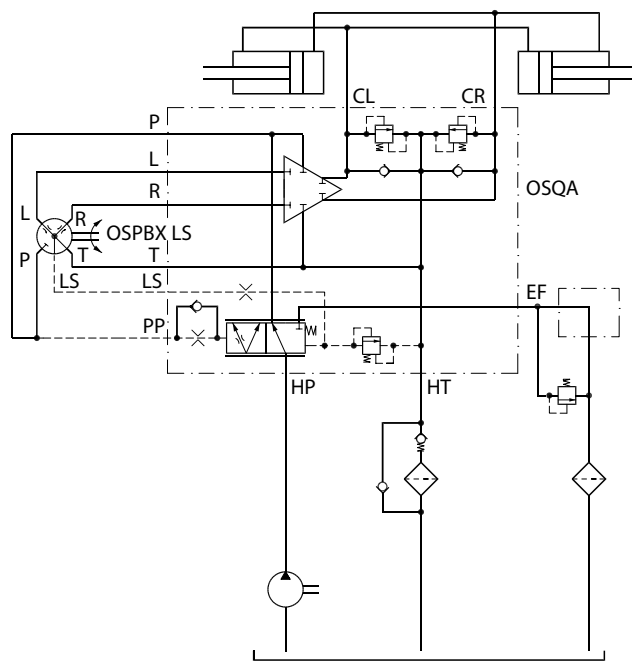 CL CR
P
L
OSQA
R
L R OSPBX LS
P T T
LS LS EF
PP
HP HT